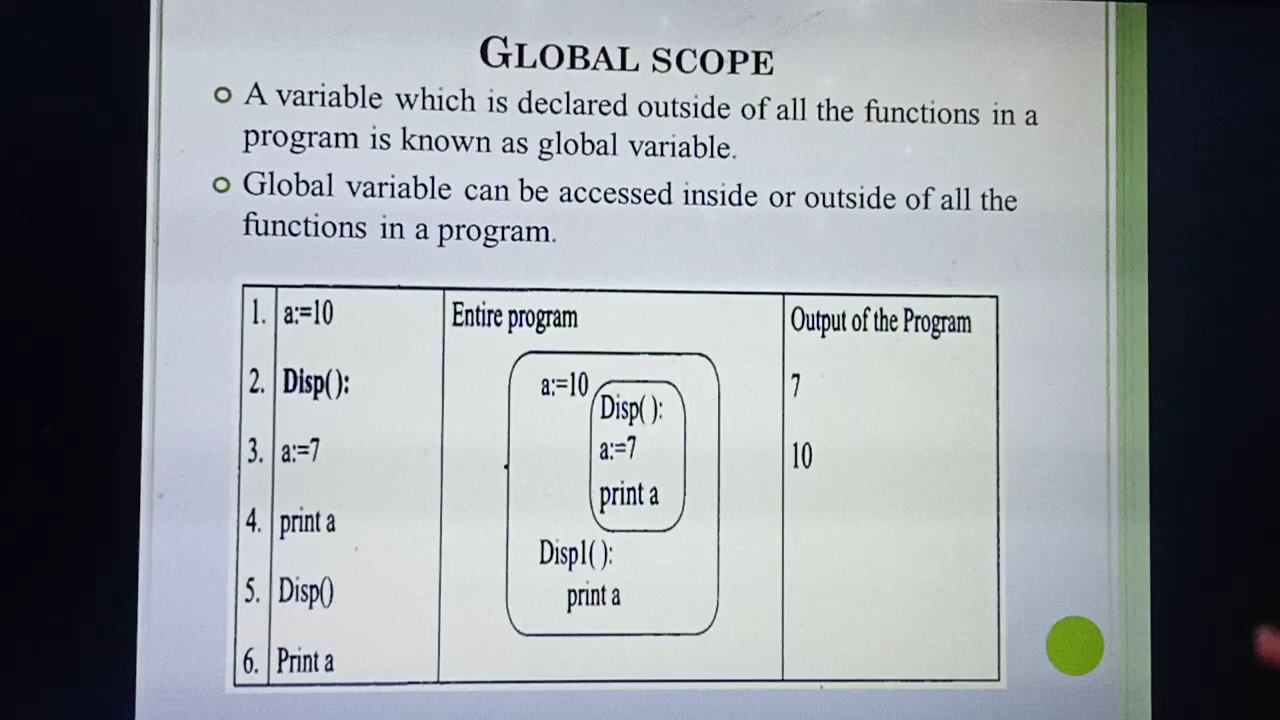 GLOBAL SCOPE
A variable which is declared outside of all the functions in a
program is known as global variable.
Global variable can be accessed inside or outside of all the
functions in a program.
1. a:=10
2. Disp():
3. a:=7
4. print a
5. Disp()
6. Print a
Entire program
a:=10
Disp( ):
a:=7
print a
Disp1( ):
print a
Output of the Program
7
10